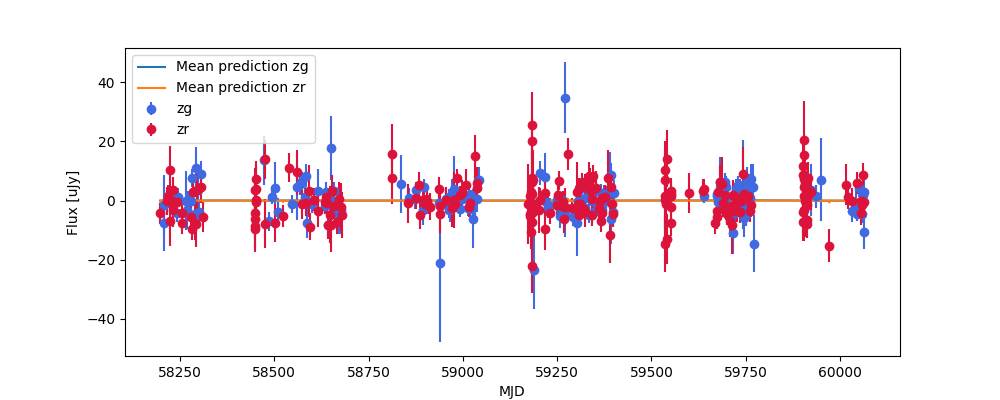 Mean prediction zg
Mean prediction zr
zg
zr
Flux [uJy]
40
20
0
−20
−40
58250
58500
58750
59000
59250
59500
59750
60000
MJD